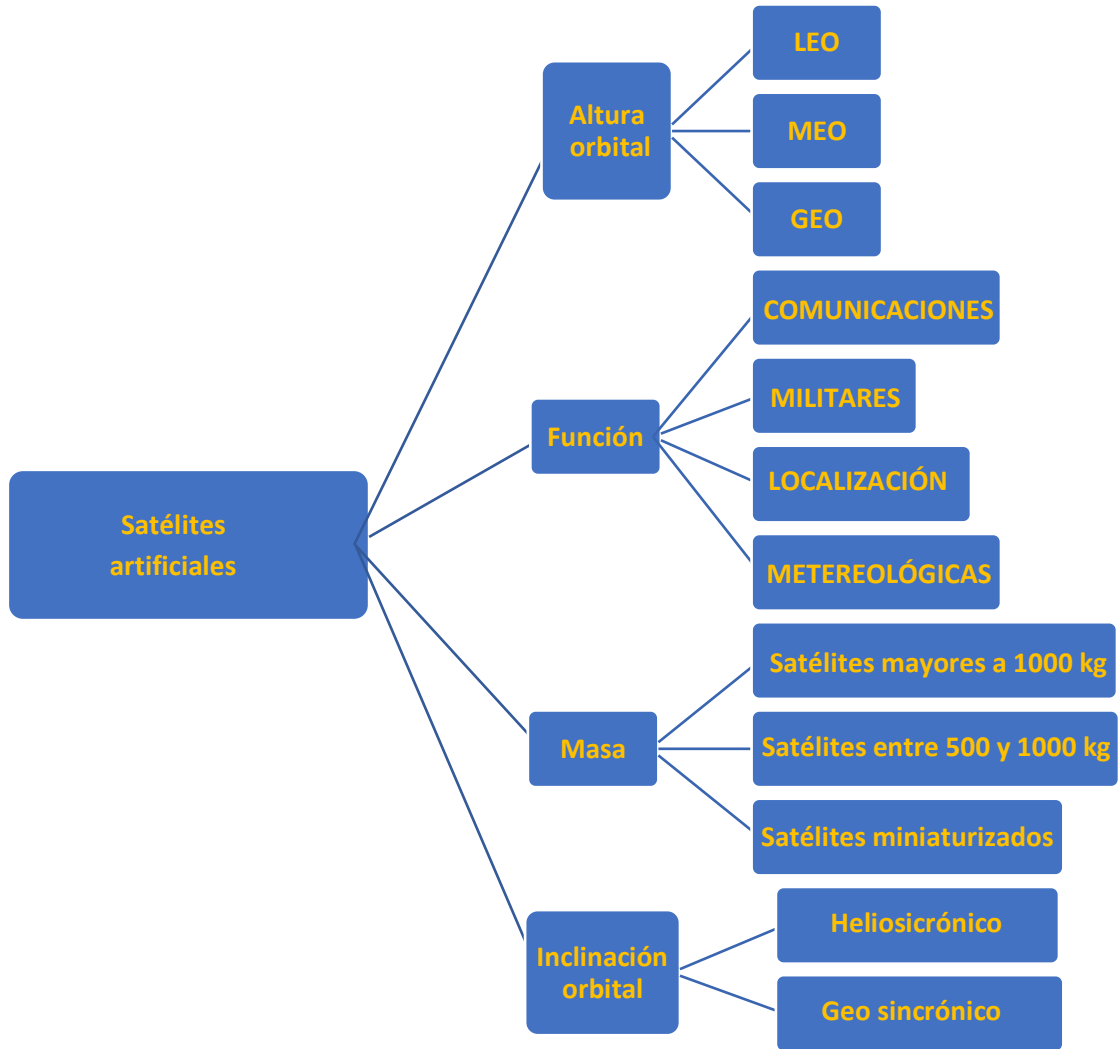 Satélites
artificiales
Altura
orbital
LEO
MEO
GEO
Función
COMUNICACIONES
MILITARES
LOCALIZACIÓN
METEREOLÓGICAS
Masa
Satélites mayores a 1000 kg
Satélites entre 500 y 1000 kg
Satélites miniaturizados
Inclinación
orbital
Heliosicrónico
Geo sincrónico